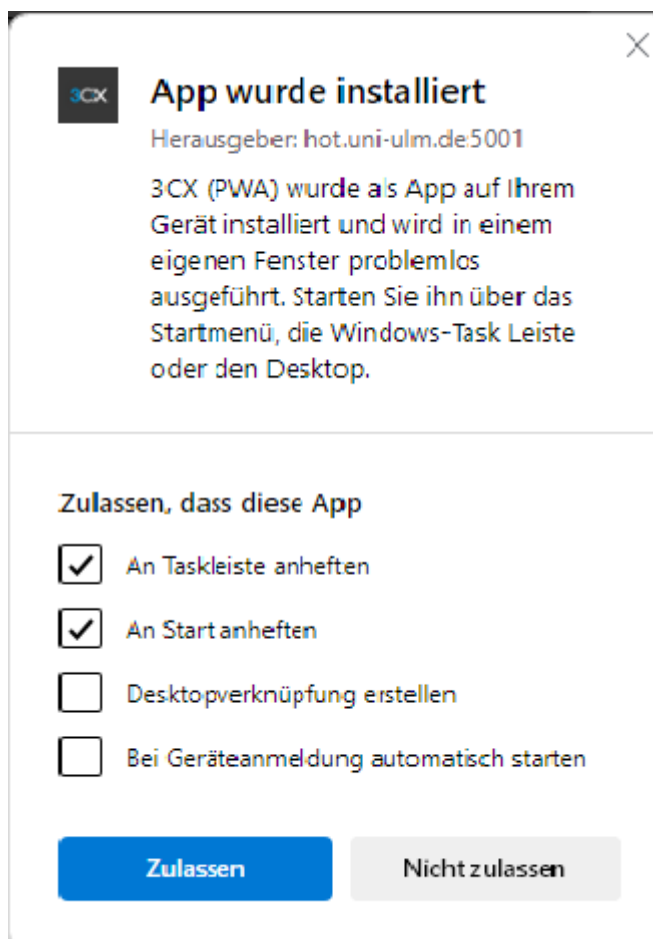 3CX
App wurde installiert
Herausgeber: hot.uni-ulm.de:5001
3CX (PWA) wurde als App auf Ihrem
Gerät installiert und wird in einem
eigenen Fenster problemlos
ausgeführt. Starten Sie ihn über das
Startmenü, die Windows-Task Leiste
oder den Desktop.
Zulassen, dass diese App
An Taskleiste anheften
An Start anheften
Desktopverknüpfung erstellen
Bei Geräteanmeldung automatisch starten
Zulassen
Nicht zulassen